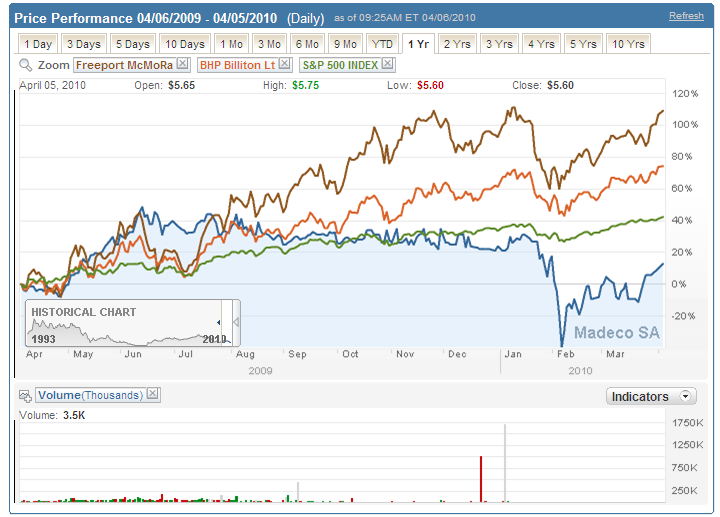 Price Performance 04/06/2009 - 04/05/2010 (Daily) as of 09:25AM ET 04/06/2010 Refresh
1 Day 3 Days 5 Days 10 Days 1 Mo 3 Mo 6 Mo 9 Mo YTD 1 Yr 2 Yrs 3 Yrs 4 Yrs 5 Yrs 10 Yrs
Zoom Freeport McMoRa BHP Billiton Lt S&P 500 INDEX
April 05, 2010 Open: $5.65 High: $5.75 Low: $5.60 Close: $5.60
120%
100%
80%
60%
40%
20%
0%
-20%
HISTORICAL CHART
1993 2010
Madeco SA
Apr May Jun Jul Aug Sep Oct Nov Dec Jan Feb Mar
2009 2010
Volume(Thousands) Indicators
Volume: 3.5K
1750K
1250K
750K
250K